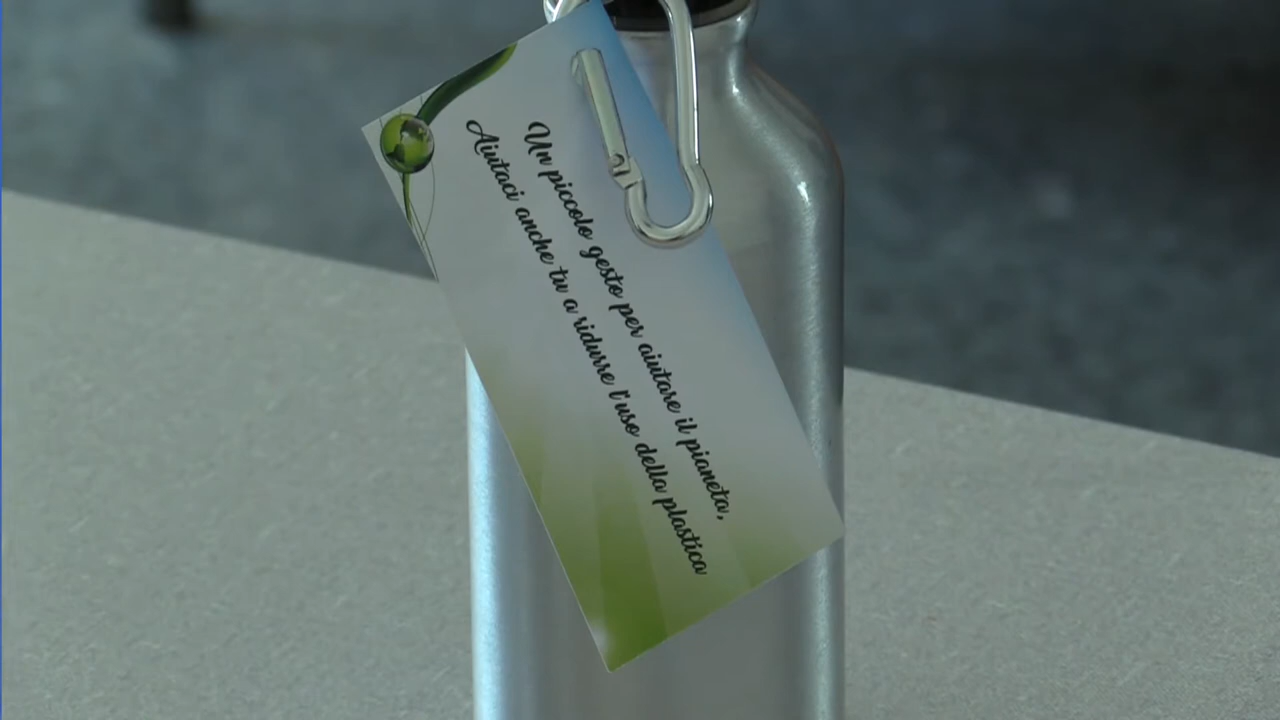 Un piccolo gesto per aiutare il pianeta,
Aiutaci anche tu a ridurre l'uso della plastica